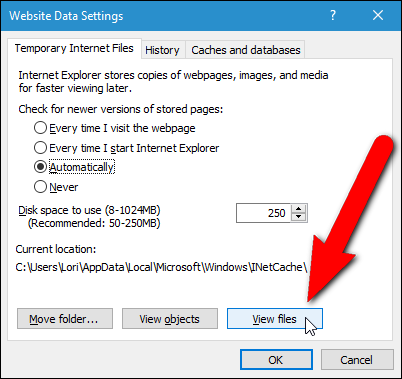 Website Data Settings
Temporary Internet Files
History
Caches and databases
Internet Explorer stores copies of webpages, images, and media
for faster viewing later.
Check for newer versions of stored pages:
Every time I visit the webpage
Every time I start Internet Explorer
Automatically
Never
Disk space to use (8-1024MB)
(Recommended: 50-250MB)
250
Current location:
C:\Users\Lori\AppData\Local\Microsoft\Windows\INetCache\
Move folder...
View objects
View files
OK
Cancel